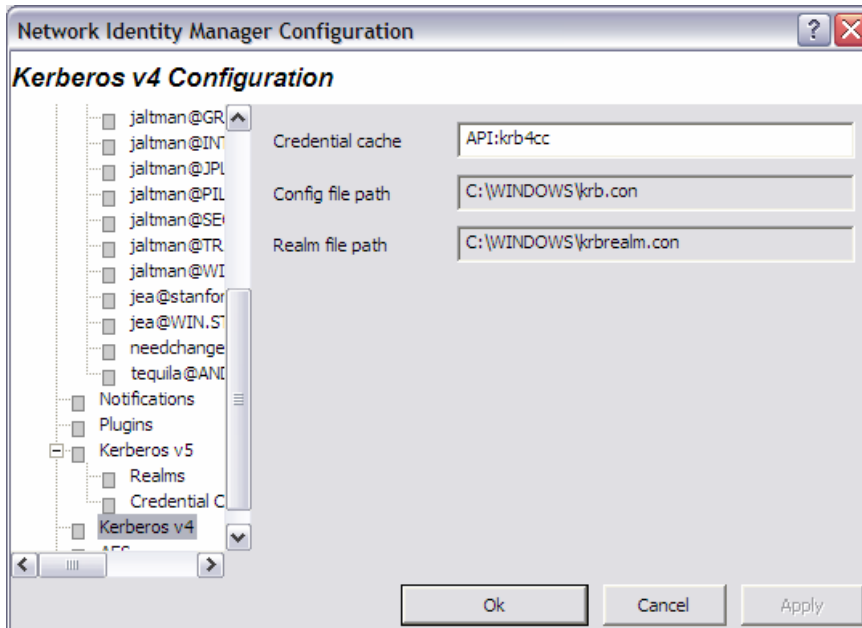 Network Identity Manager Configuration
Kerberos v4 Configuration
jaltman@GR
jaltman@INT
jaltman@JPL
jaltman@PIL
jaltman@SE
jaltman@TR
jaltman@WI
jea@stanfor
jea@WIN.ST
needchange
tequila@AND
Notifications
Plugins
Kerberos v5
Realms
Credential C
Kerberos v4
AFS
Credential cache
API:krb4cc
Config file path
C:\WINDOWS\krb.con
Realm file path
C:\WINDOWS\krbrealm.con
Ok
Cancel
Apply